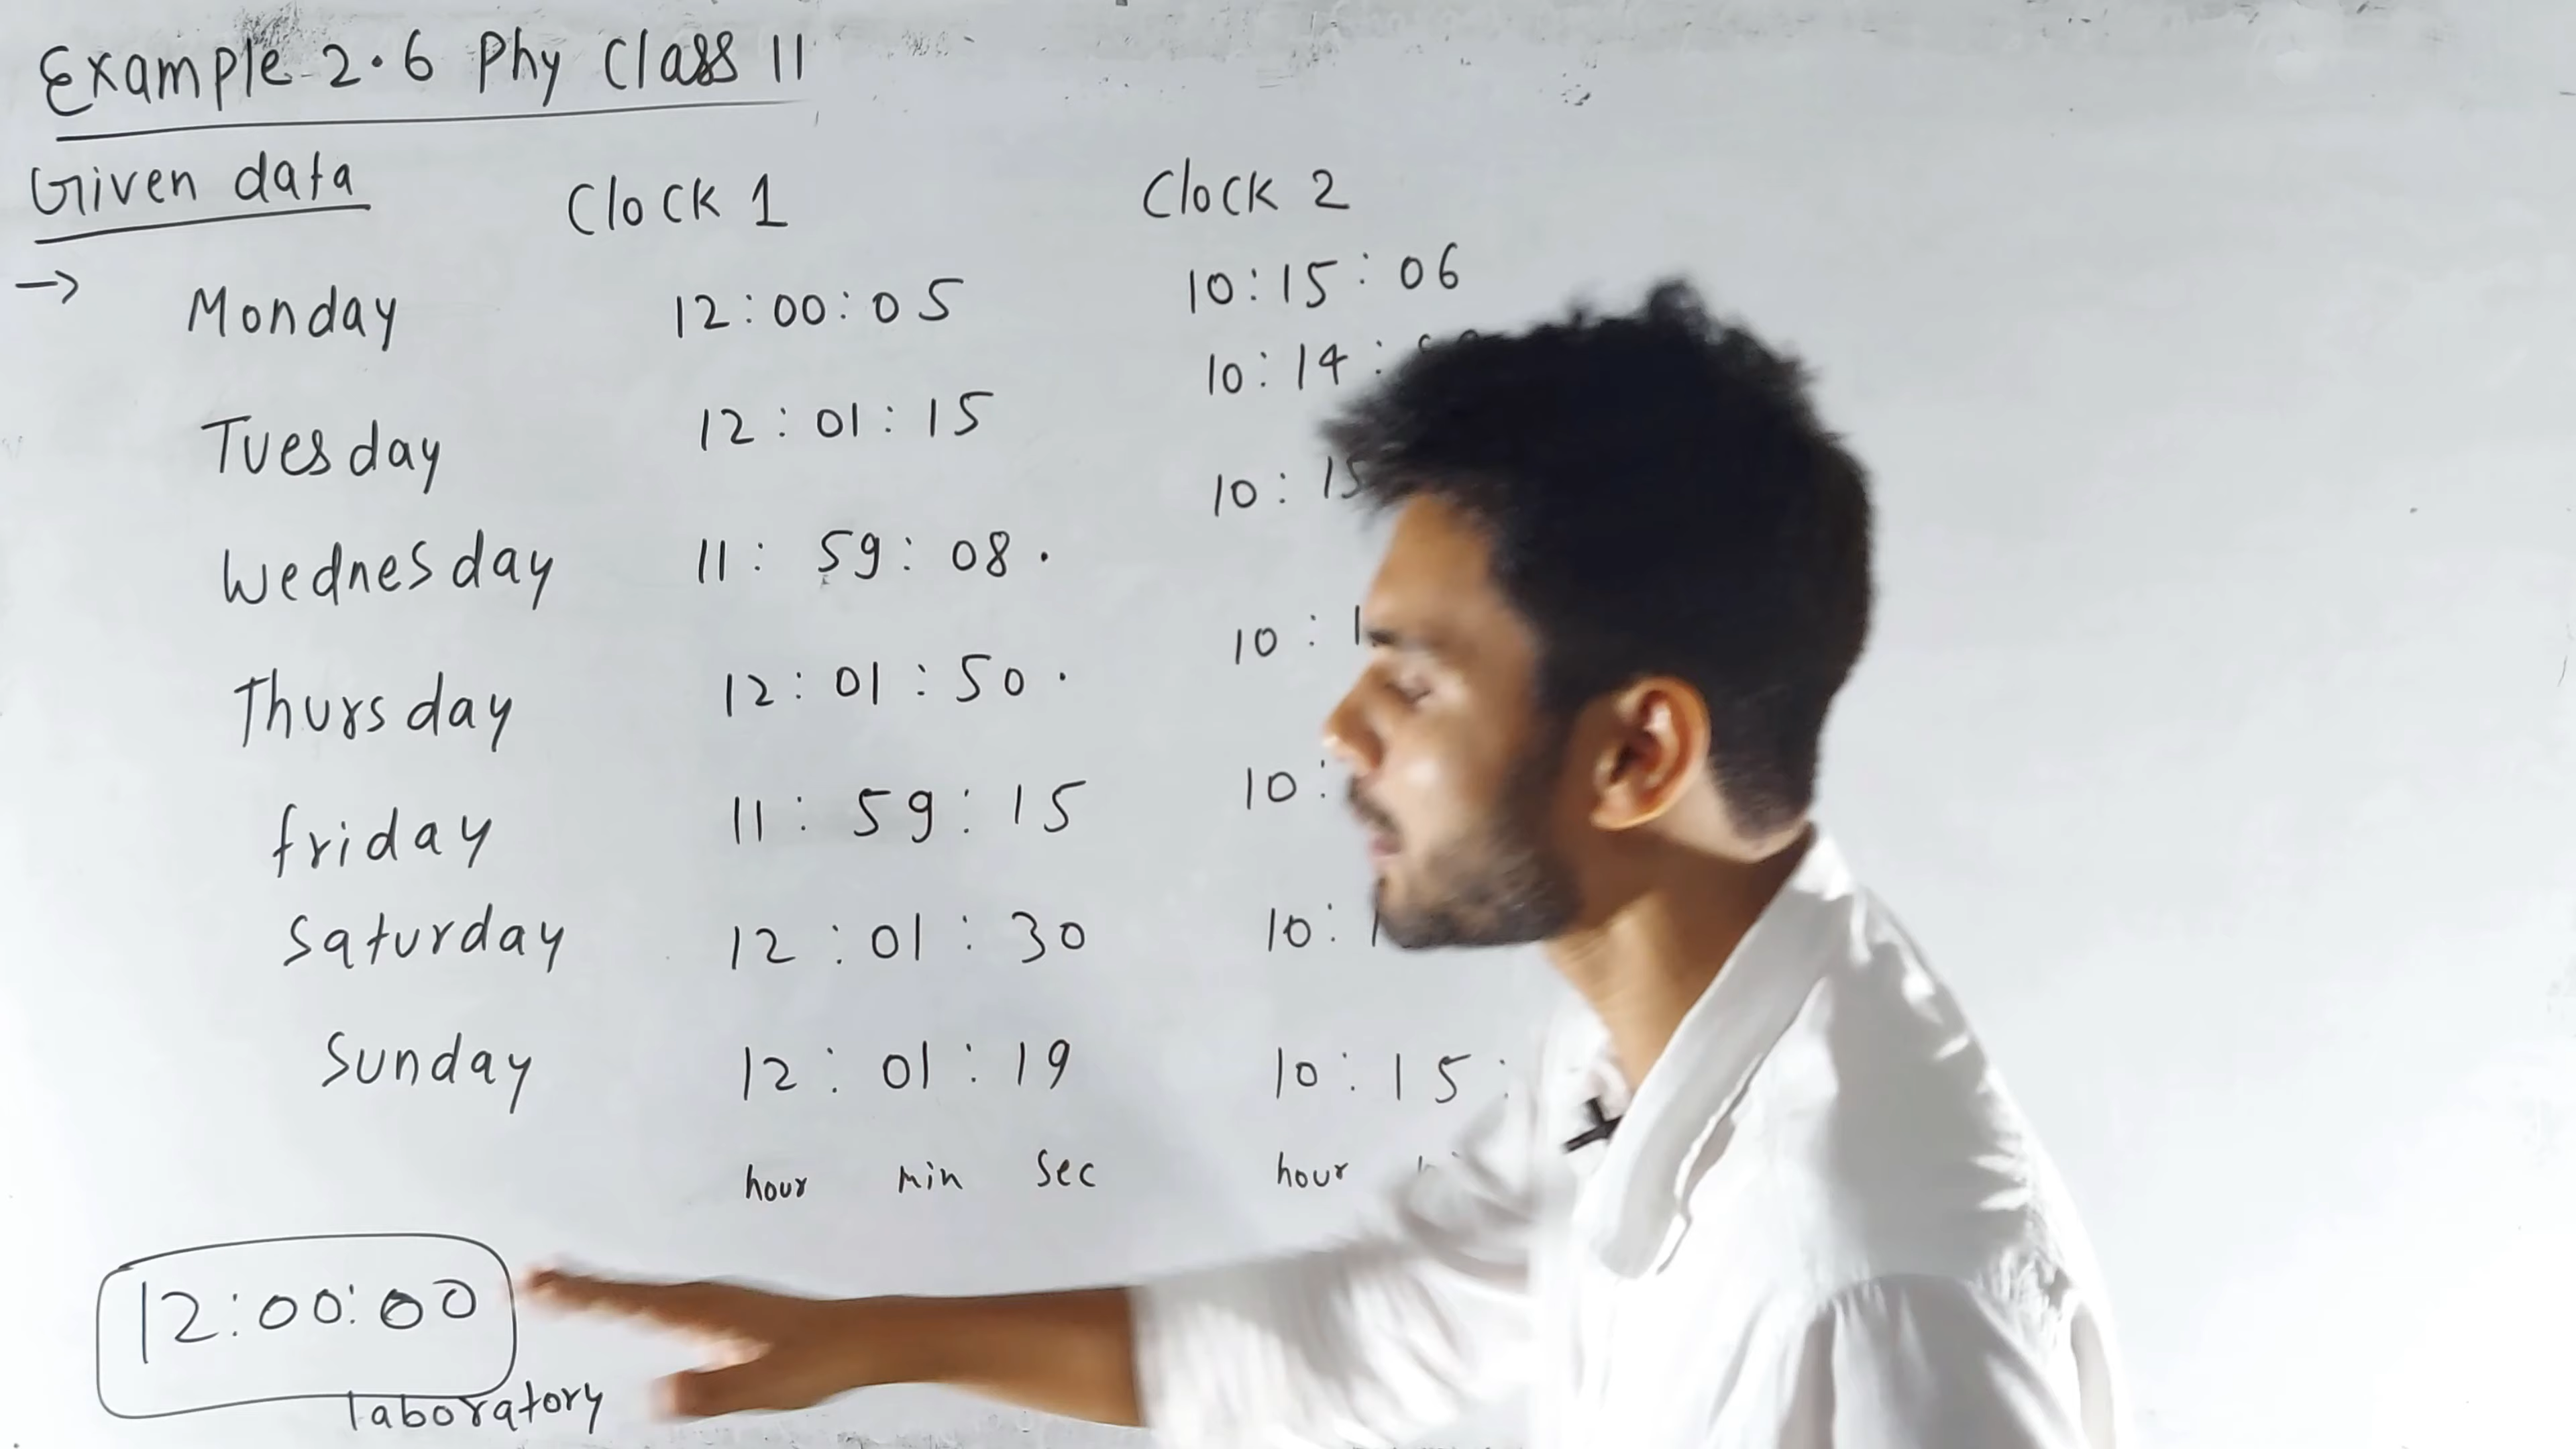 Example 2.6 Phy Class 11
Given data Clock 1 Clock 2
→ Monday 12:00:05 10:15:06
Tuesday 12:01:15 10:14:
Wednesday 11:59:08. 10:15
Thursday 12:01:50. 10:
friday 11:59:15 10:
Saturday 12:01:30 10:
Sunday 12:01:19 10:15:
hour min Sec hour
12:00:00
laboratory